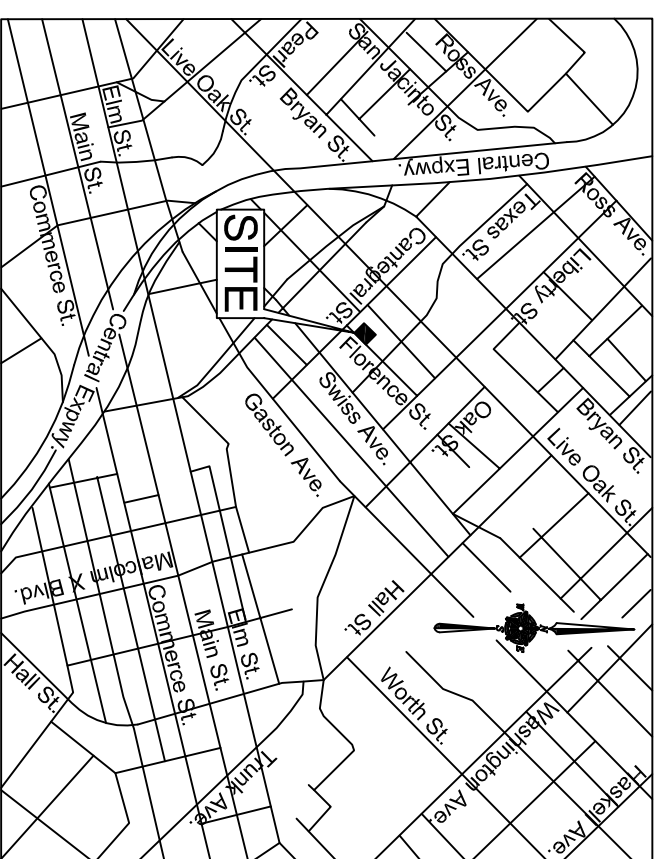 Live Oak St.
Pearl St.
San Jacinto St.
Ross Ave.
Bryan St.
Elm St.
Main St.
Central Expwy.
Commerce St.
SITE
Cantegral St.
Texas St.
Ross Ave.
Liberty St.
Florence St.
Swiss Ave.
Oak St.
Gaston Ave.
Bryan St.
Live Oak St.
Central Expwy.
Malcolm X Blvd.
Commerce St.
Main St.
Elm St.
Hall St.
Hall St.
Worth St.
Washington Ave.
Haskel Ave.
Trunk Ave.